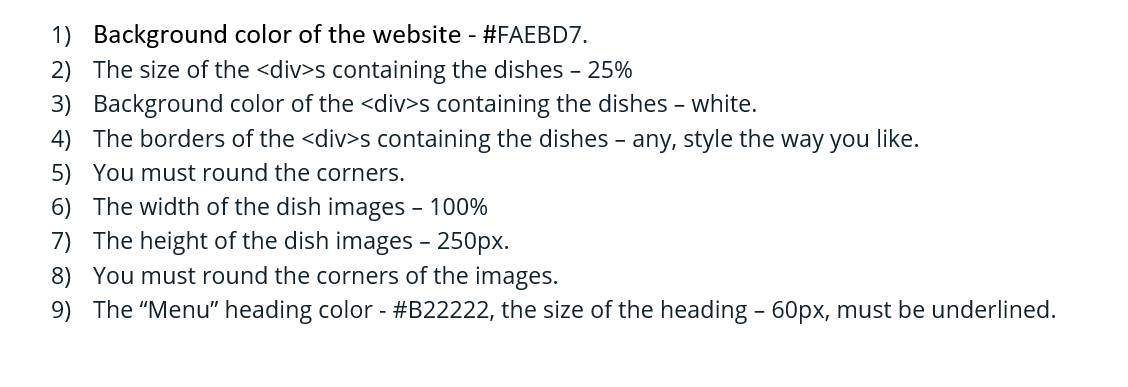 1) Background color of the website - #FAEBD7.
2) The size of the <div>s containing the dishes – 25%
3) Background color of the <div>s containing the dishes – white.
4) The borders of the <div>s containing the dishes – any, style the way you like.
5) You must round the corners.
6) The width of the dish images – 100%
7) The height of the dish images – 250px.
8) You must round the corners of the images.
9) The “Menu” heading color - #B22222, the size of the heading – 60px, must be underlined.